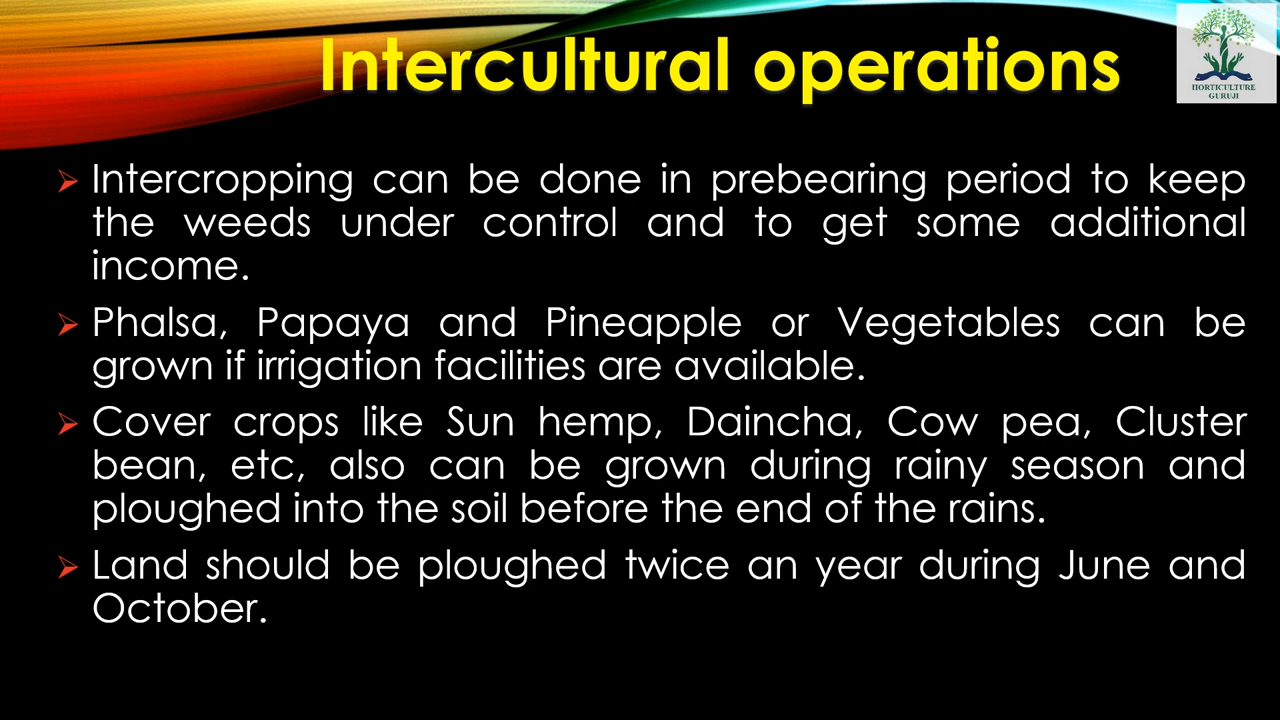 Intercultural operations
HORTICULTURE
GURUJI
Intercropping can be done in prebearing period to keep
the weeds under control and to get some additional
income.
Phalsa, Papaya and Pineapple or Vegetables can be
grown if irrigation facilities are available.
Cover crops like Sun hemp, Daincha, Cow pea, Cluster
bean, etc, also can be grown during rainy season and
ploughed into the soil before the end of the rains.
Land should be ploughed twice an year during June and
October.